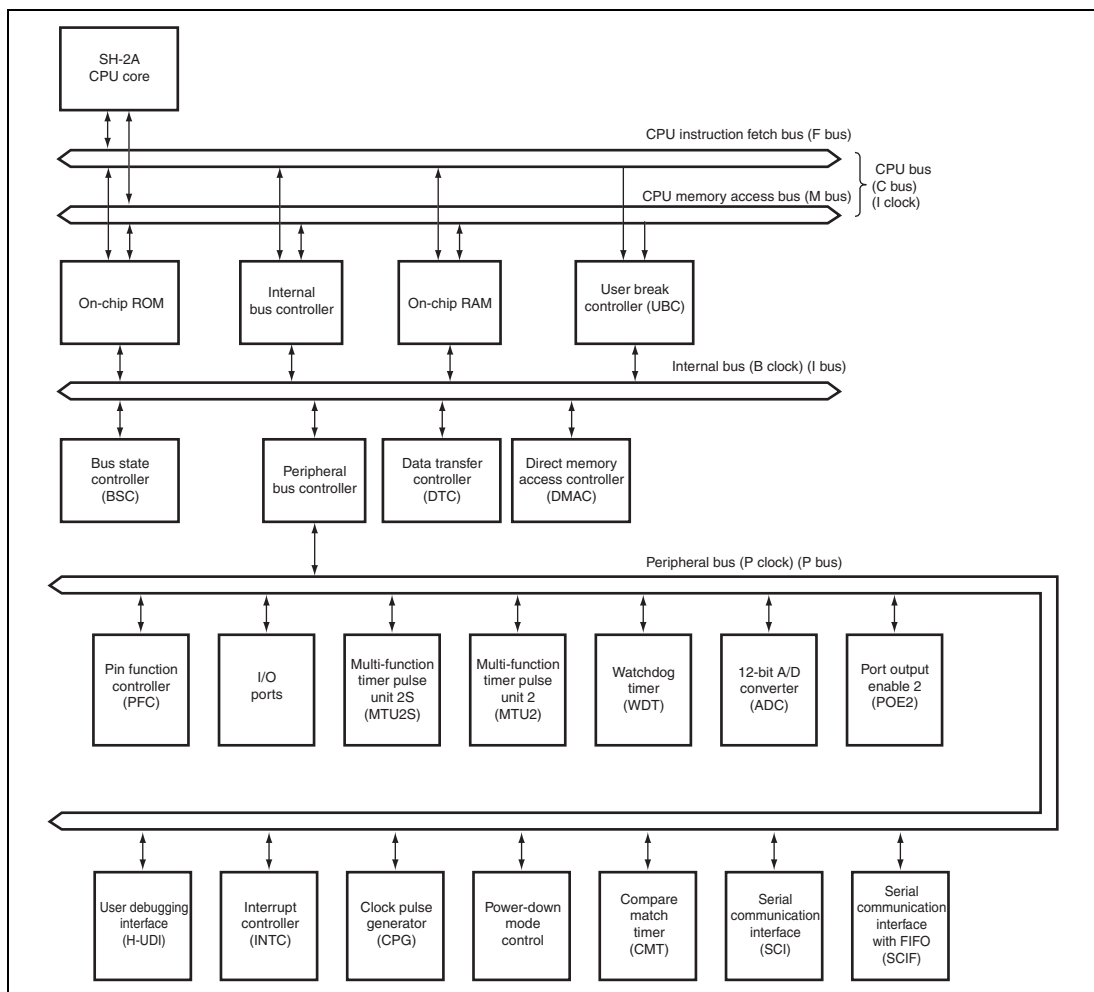 SH-2A
CPU core
CPU instruction fetch bus (F bus)
CPU bus
(C bus)
(I clock)
CPU memory access bus (M bus)
On-chip ROM
Internal
bus controller
On-chip RAM
User break
controller (UBC)
Internal bus (B clock) (I bus)
Bus state
controller
(BSC)
Peripheral
bus controller
Data transfer
controller
(DTC)
Direct memory
access controller
(DMAC)
Peripheral bus (P clock) (P bus)
Pin function
controller
(PFC)
I/O
ports
Multi-function
timer pulse
unit 2S
(MTU2S)
Multi-function
timer pulse
unit 2
(MTU2)
Watchdog
timer
(WDT)
12-bit A/D
converter
(ADC)
Port output
enable 2
(POE2)
User debugging
interface
(H-UDI)
Interrupt
controller
(INTC)
Clock pulse
generator
(CPG)
Power-down
mode
control
Compare
match
timer
(CMT)
Serial
communication
interface
(SCI)
Serial
communication
interface
with FIFO
(SCIF)